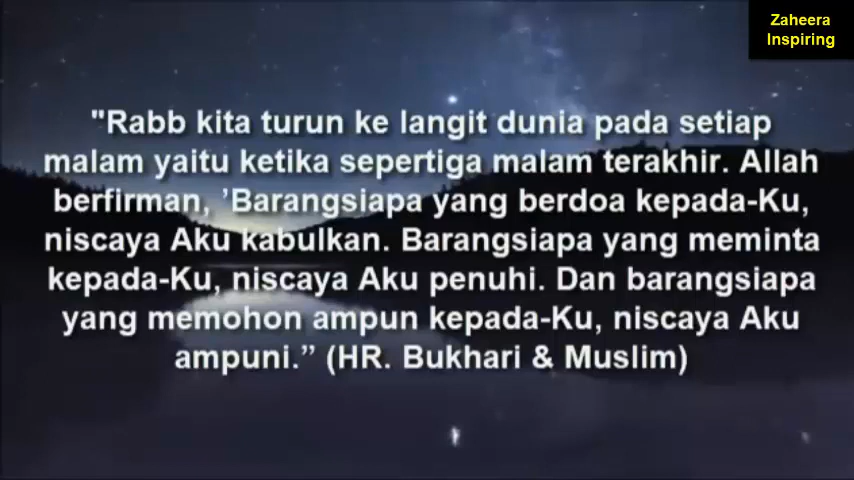 Zaheera
Inspiring
"Rabb kita turun ke langit dunia pada setiap
malam yaitu ketika sepertiga malam terakhir. Allah
berfirman, ’Barangsiapa yang berdoa kepada-Ku,
niscaya Aku kabulkan. Barangsiapa yang meminta
kepada-Ku, niscaya Aku penuhi. Dan barangsiapa
yang memohon ampun kepada-Ku, niscaya Aku
ampuni.” (HR. Bukhari & Muslim)